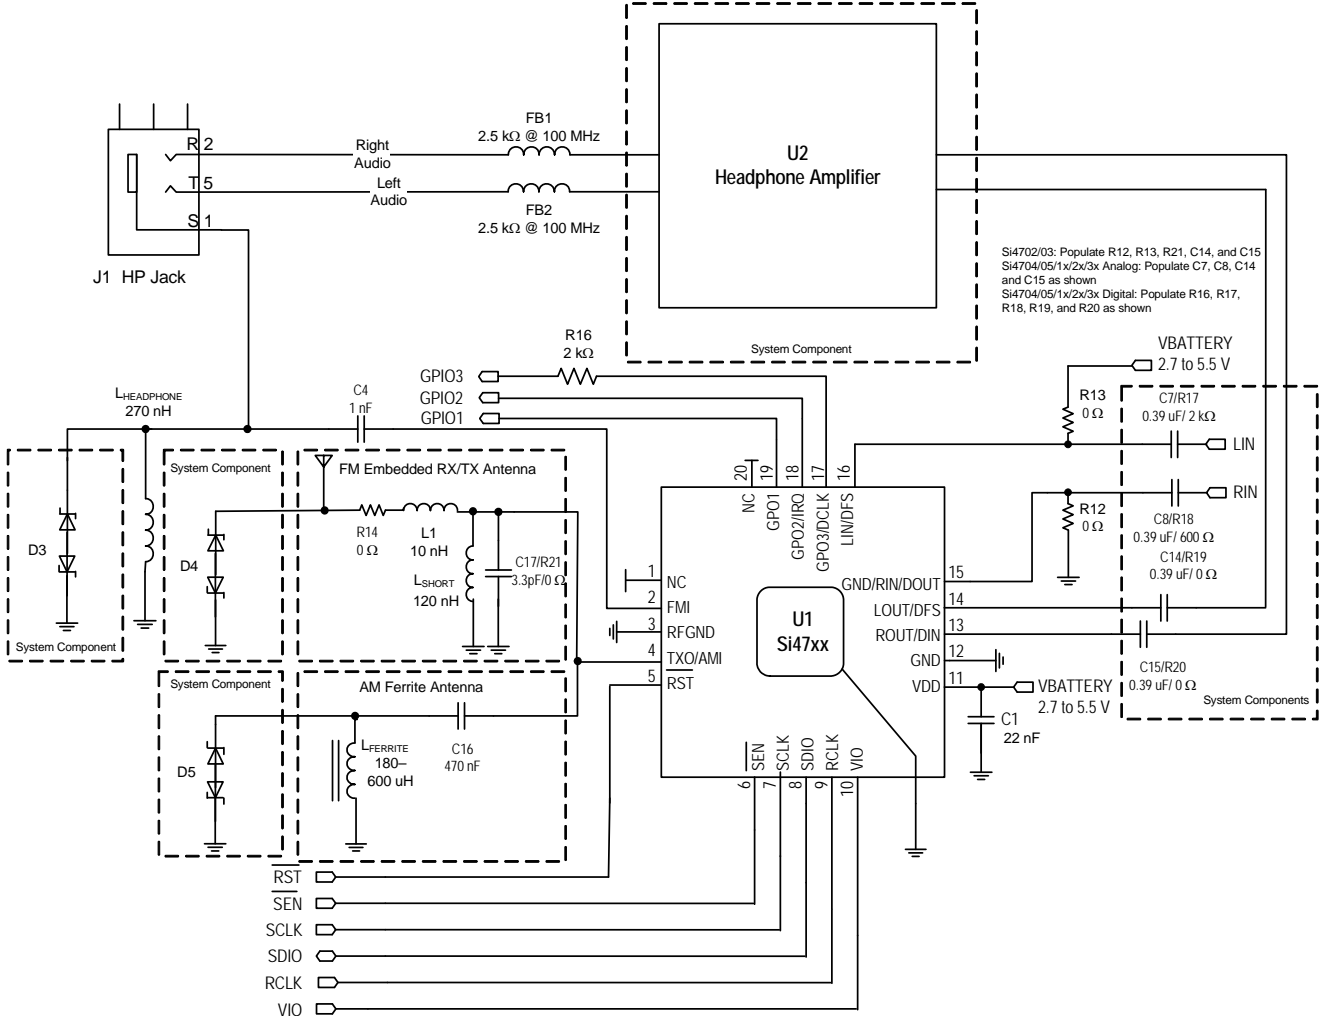 FB1
2.5 kΩ @ 100 MHz
R 2
Right
Audio
T 5
Left
Audio
S 1
FB2
2.5 kΩ @ 100 MHz
J1 HP Jack
U2
Headphone Amplifier
System Component
Si4702/03: Populate R12, R13, R21, C14, and C15
Si4704/05/1x/2x/3x Analog: Populate C7, C8, C14
and C15 as shown
Si4704/05/1x/2x/3x Digital: Populate R16, R17,
R18, R19, and R20 as shown
R16
2 kΩ
GPIO3
GPIO2
GPIO1
VBATTERY
2.7 to 5.5 V
R13
0 Ω
C7/R17
0.39 uF/ 2 kΩ
LIN
RIN
R12
0 Ω
C8/R18
0.39 uF/ 600 Ω
C14/R19
0.39 uF/ 0 Ω
C15/R20
0.39 uF/ 0 Ω
System Components
LHEADPHONE
270 nH
C4
1 nF
D3
System Component
System Component
D4
FM Embedded RX/TX Antenna
R14
0 Ω
L1
10 nH
LSHORT
120 nH
C17/R21
3.3pF/0 Ω
System Component
D5
AM Ferrite Antenna
LFERRITE
180–
600 uH
C16
470 nF
20
19
18
17
16
NC
GPO1
GPO2/IRQ
GPO3/DCLK
LIN/DFS
1
NC
2
FMI
3
RFGND
4
TXO/AMI
5
RST
U1
Si47xx
15
GND/RIN/DOUT
14
LOUT/DFS
13
ROUT/DIN
12
GND
11
VDD
VBATTERY
2.7 to 5.5 V
C1
22 nF
SEN
SCLK
SDIO
RCLK
VIO
6
7
8
9
10
RST
SEN
SCLK
SDIO
RCLK
VIO